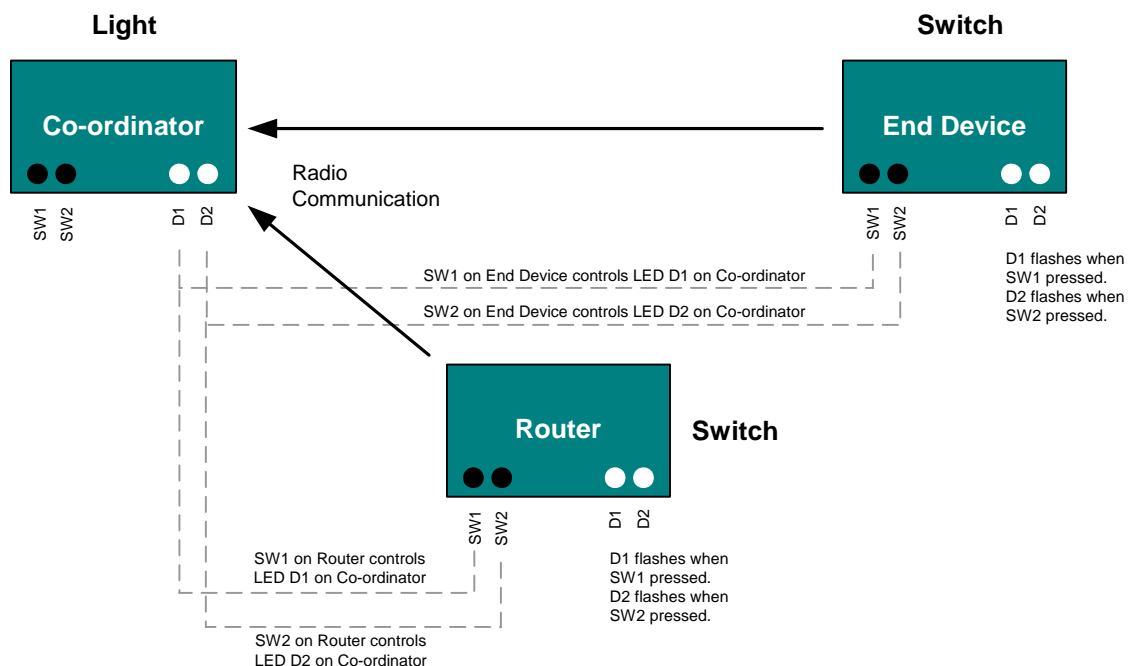 Light
Switch
Co-ordinator
End Device
Radio
Communication
SW1
SW2
D1
D2
SW1
SW2
D1
D2
SW1 on End Device controls LED D1 on Co-ordinator
SW2 on End Device controls LED D2 on Co-ordinator
D1 flashes when
SW1 pressed.
D2 flashes when
SW2 pressed.
Router
Switch
SW1
SW2
D1
D2
SW1 on Router controls
LED D1 on Co-ordinator
D1 flashes when
SW1 pressed.
D2 flashes when
SW2 pressed.
SW2 on Router controls
LED D2 on Co-ordinator